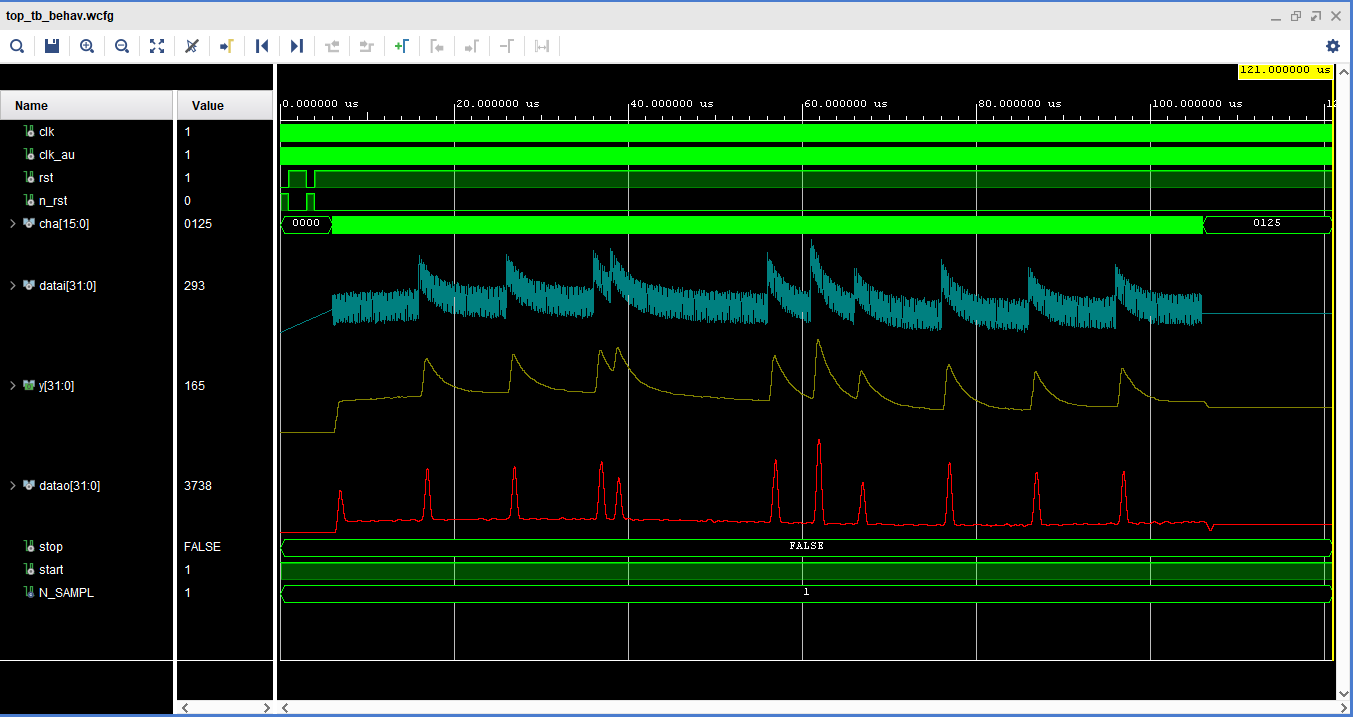 top_tb_behav.wcfg
121.000000 us
Name Value
0.000000 us 20.000000 us 40.000000 us 60.000000 us 80.000000 us 100.000000 us 12
clk 1
clk_au 1
rst 1
n_rst 0
cha[15:0] 0125 0000 0125
datai[31:0] 293
y[31:0] 165
datao[31:0] 3738
stop FALSE FALSE
start 1
N_SAMPL 1 1